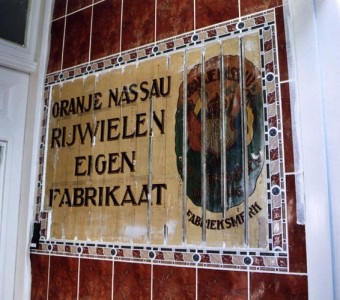 ORANJE NASSAU
RIJWIELEN
EIGEN
FABRIKAAT
FABRIEKSMERK